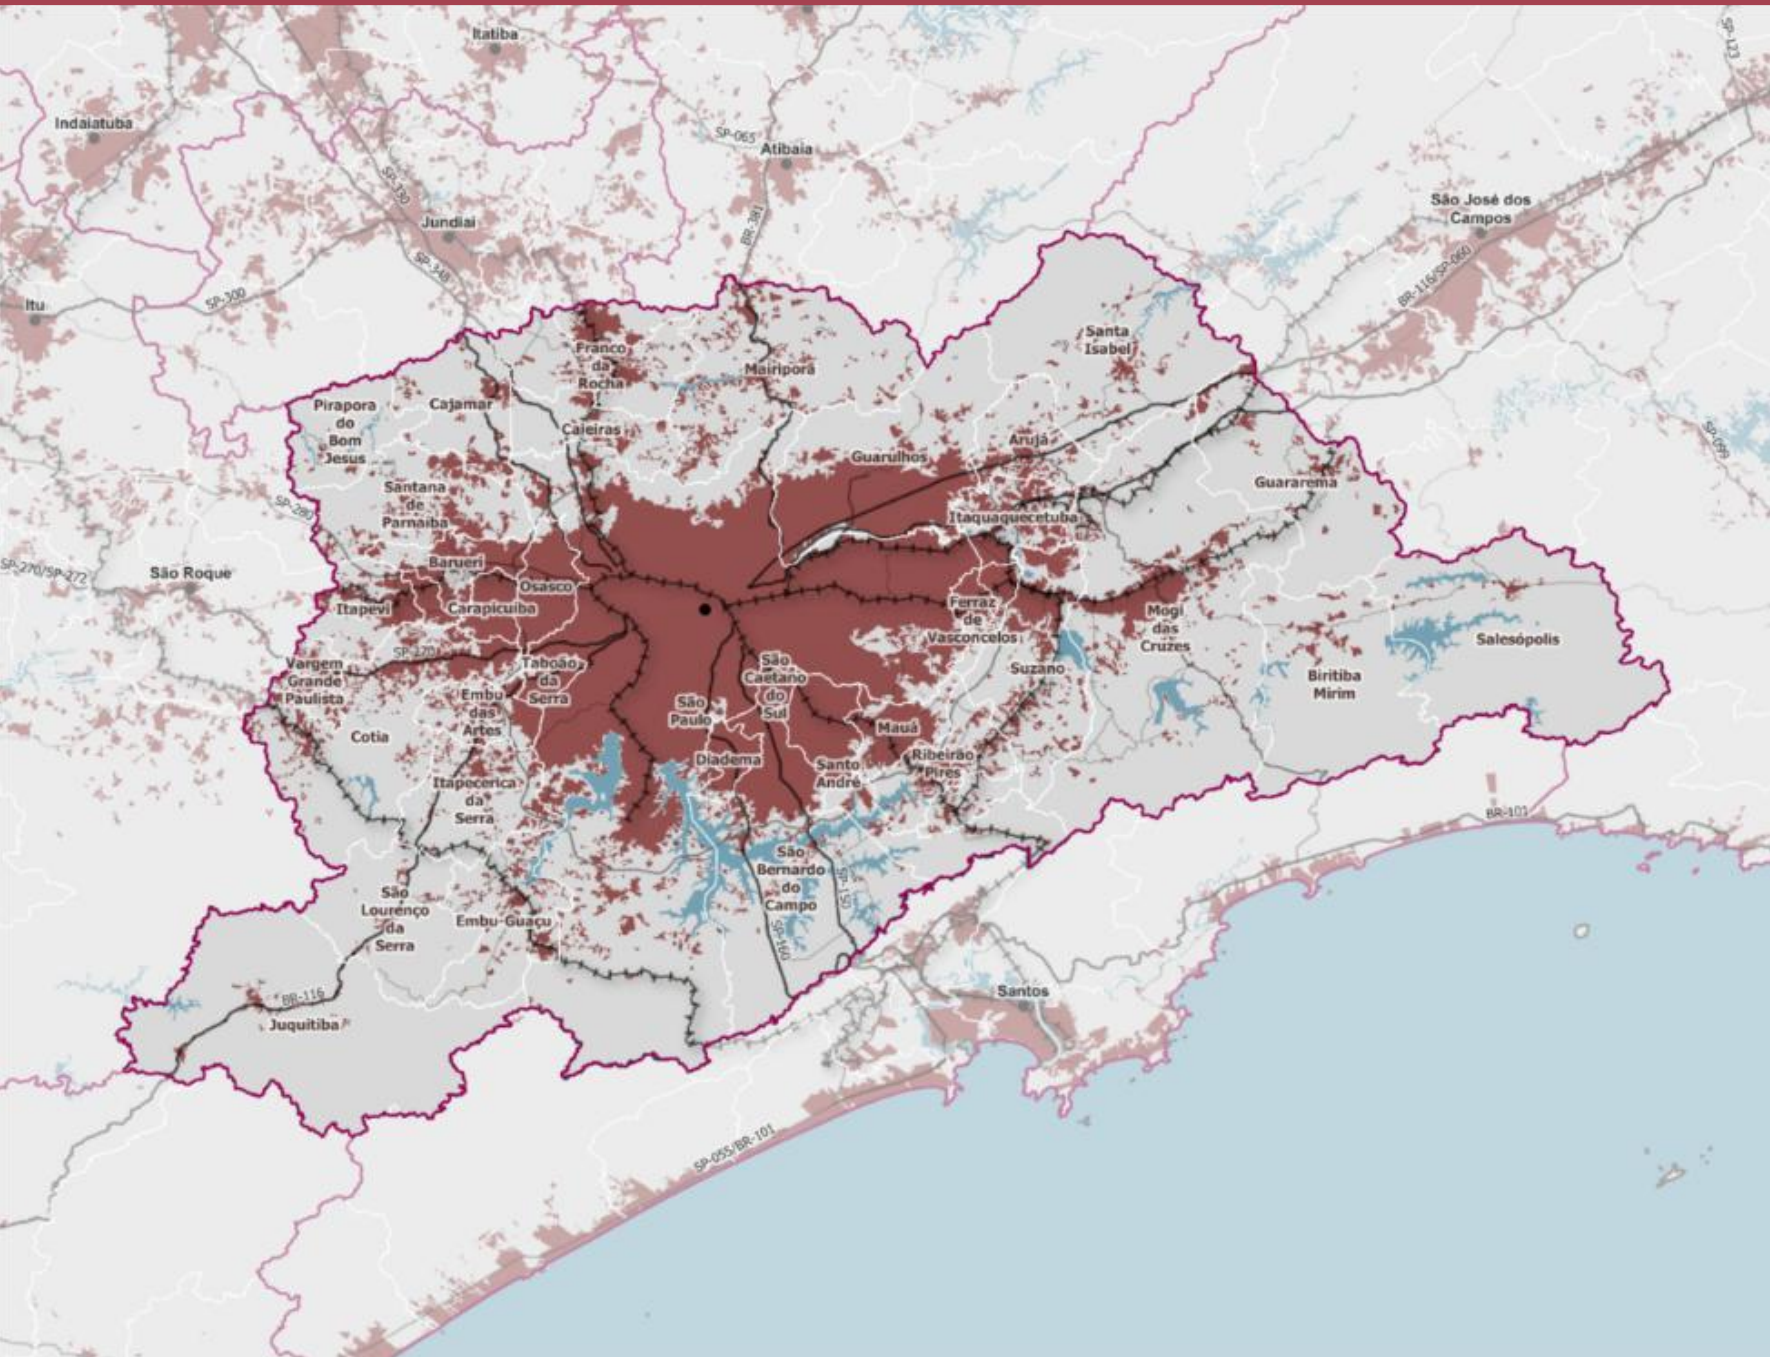 Itatiba
SP-123
Indaiatuba
SP-065
Atibaia
SP-330
São José dos
Campos
Jundiaí
BR-381
SP-348
BR-116/SP-060
SP-300
Itu
Santa
Isabel
Franco
da
Rocha
Mairiporã
Pirapora
do
Bom
Jesus
Cajamar
Caieiras
Arujá
SP-099
Guarulhos
Guararema
Santana
de
Parnaíba
SP-280
Itaquaquecetuba
SP-270/SP-272
São Roque
Barueri
Osasco
Itapevi
Carapicuíba
Ferraz
de
Vasconcelos
Mogi
das
Cruzes
Salesópolis
SP-270
Vargem
Grande
Paulista
Taboão
da
Serra
São
Caetano
do
Sul
Suzano
Biritiba
Mirim
Embu
das
Artes
São
Paulo
Mauá
Cotia
Diadema
Santo
André
Ribeirão
Pires
Itapecerica
da
Serra
BR-101
São
Bernardo
do
Campo
SP-150
São
Lourenço
da
Serra
Embu-Guaçu
SP-160
BR-116
Juquitiba
Santos
SP-055/BR-101